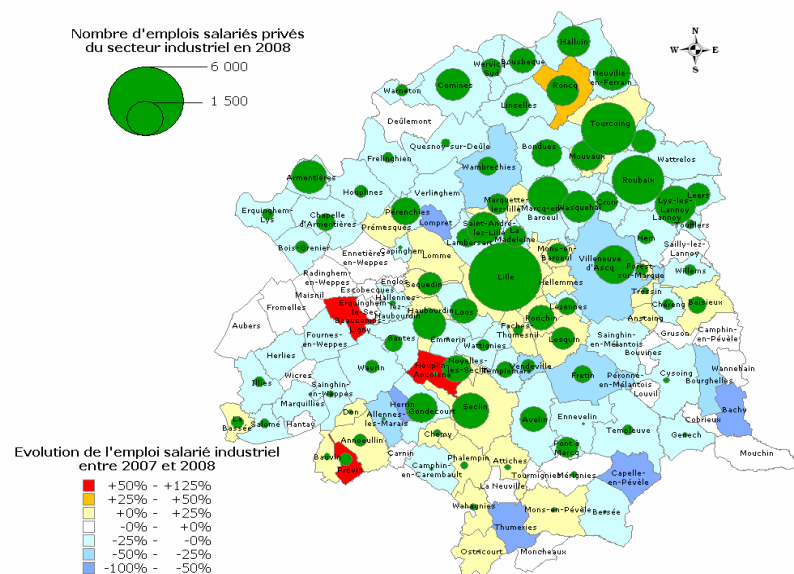 Nombre d'emplois salariés privés
du secteur industriel en 2008
6 000
1 500
N
W
E
S
Halluin
Bousbeque
Wervicq
Sud
Comines
Roncq
Neuville-
en-Ferrain
Warneton
Linselles
Deûlemont
Tourcoing
Quesnoy-sur-Deûle
Bondues
Mouvaux
Frelinghien
Wambrechies
Wattrelos
Armentières
Roubaix
Houplines
Verlinghem
Marquette-
lez-Lille
Marcq-en
Baroeul
Wasquehal
Croix
Leers
Lys-lez-
Lannoy
Lannoy
Erquinghem-
Lys
Chapelle
d'Armentières
Pérenchies
Lompret
Saint-André-
lez-Lille
La
Madeleine
Toufflers
Prémesques
Lambersart
Hem
Sailly-lez-
Lannoy
Bois-Grenier
Capinghem
Lomme
Mons-en
Baroeul
Villeneuve
d'Ascq
Forest-
sur-Marque
Ennetières
en-Weppes
Willems
Radinghem-
en-Weppes
Englos
Sequedin
Lille
Hellemmes
Escobecques
Tressin
Maisnil
Hallennes-
lez-
Haubourdin
Chéreng
Baisieux
Fromelles
Erquinghem-
le-Sec
Beaucamps-
Ligny
Haubourdin
Loos
Lezennes
Ronchin
Anstaing
Aubers
Faches
Thumesnil
Gruson
Camphin-
en-Pévèle
Fournes-
en-Weppes
Santes
Emmerin
Wattignies
Lesquin
Sainghin-
en-Mélantois
Bouvines
Herlies
Wavrin
Houplin
Ancoisne
Noyelles-
les-Seclin
Templemars
Vendeville
Fretin
Péronne-
en-Mélantois
Cysoing
Wannehain
Bourghelles
Wicres
Illies
Louvil
Sainghin-
en-Weppes
Marquillies
Herrin
Gondecourt
Seclin
Bachy
La
Bassée
Salomé
Hantay
Don
Allennes-
les-Marais
Avelin
Ennevelin
Cobrieux
Templeuve
Genech
Annoeullin
Chemy
Pont à
Marcq
Mouchin
Bauvin
Provin
Carnin
Camphin-
en-Carembault
Phalempin
Attiches
Tourmignies
Mérignies
Capelle-
en-Pévèle
La Neuville
Wahagnies
Mons-en-Pévèle
Bersée
Thumeries
Ostricourt
Moncheaux
Evolution de l'emploi salarié industriel
entre 2007 et 2008
+50% - +125%
+25% - +50%
+0% - +25%
-0% - +0%
-25% - -0%
-50% - -25%
-100% - -50%